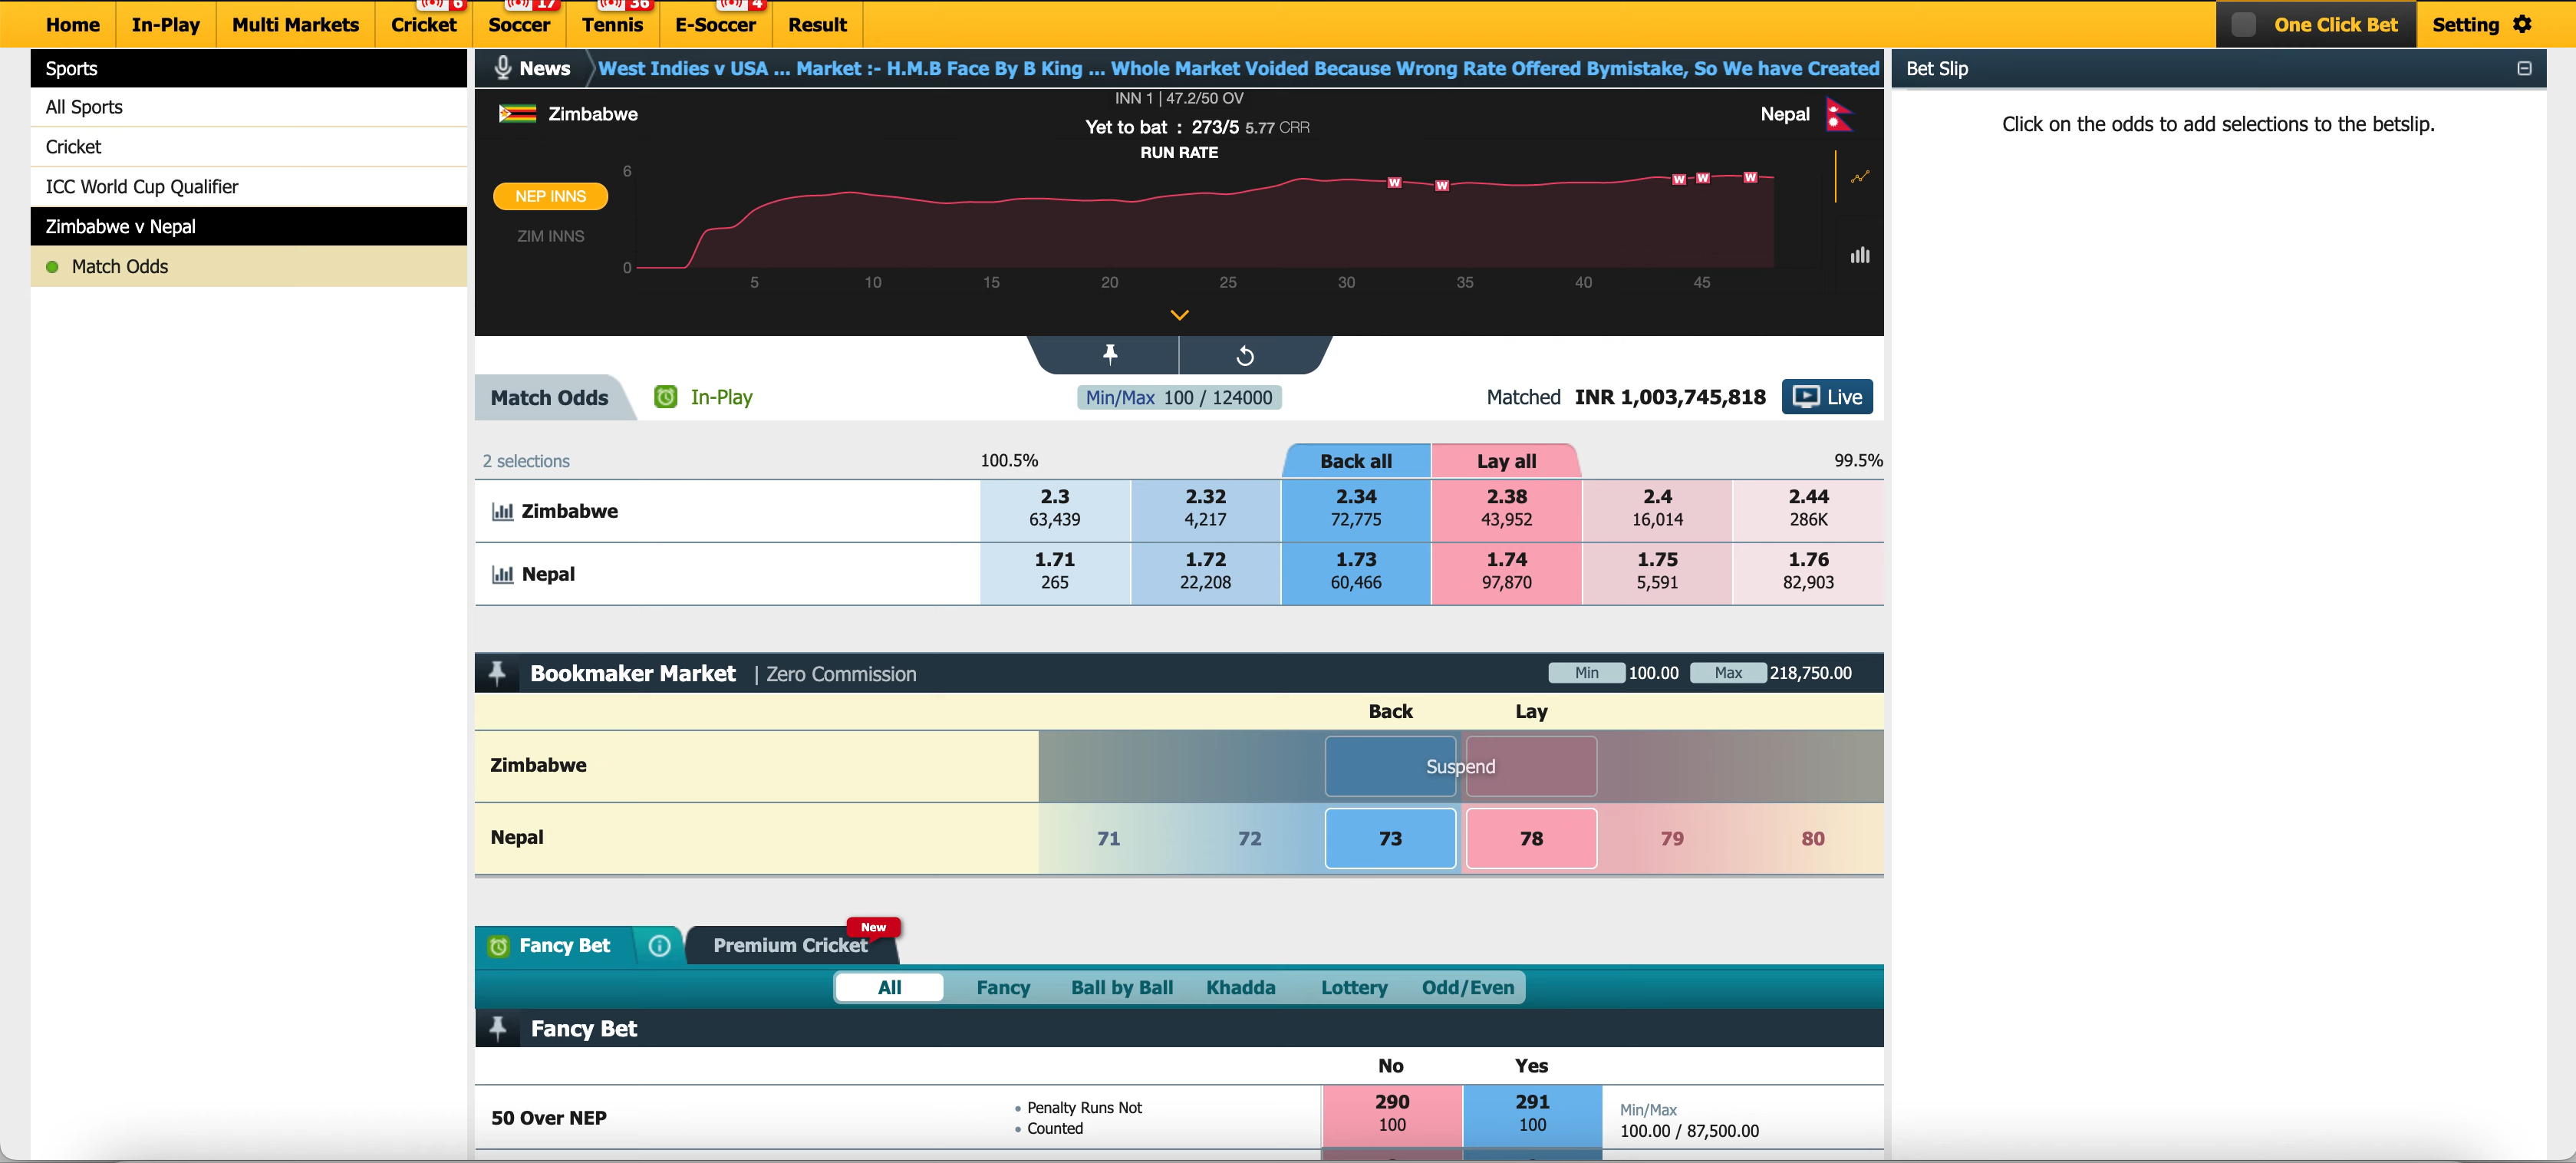 Home In-Play Multi Markets Cricket 6 Soccer 17 Tennis 36 E-Soccer 4 Result One Click Bet Setting
Sports
All Sports
Cricket
ICC World Cup Qualifier
Zimbabwe v Nepal
Match Odds
News West Indies v USA ... Market :- H.M.B Face By B King ... Whole Market Voided Because Wrong Rate Offered Bymistake, So We have Created
INN 1 | 47.2/50 OV
Zimbabwe Yet to bat : 273/5 5.77 CRR Nepal
RUN RATE
6
NEP INNS
W W W W W
ZIM INNS
0
5 10 15 20 25 30 35 40 45
Match Odds In-Play Min/Max 100 / 124000 Matched INR 1,003,745,818 Live
2 selections 100.5% Back all Lay all 99.5%
Zimbabwe
2.3 2.32 2.34 2.38 2.4 2.44
63,439 4,217 72,775 43,952 16,014 286K
Nepal
1.71 1.72 1.73 1.74 1.75 1.76
265 22,208 60,466 97,870 5,591 82,903
Bookmaker Market | Zero Commission Min 100.00 Max 218,750.00
Back Lay
Zimbabwe Suspend
Nepal 71 72 73 78 79 80
New
Fancy Bet Premium Cricket
All Fancy Ball by Ball Khadda Lottery Odd/Even
Fancy Bet
No Yes
50 Over NEP
• Penalty Runs Not
• Counted
290 291
100 100
Min/Max
100.00 / 87,500.00
Bet Slip
Click on the odds to add selections to the betslip.